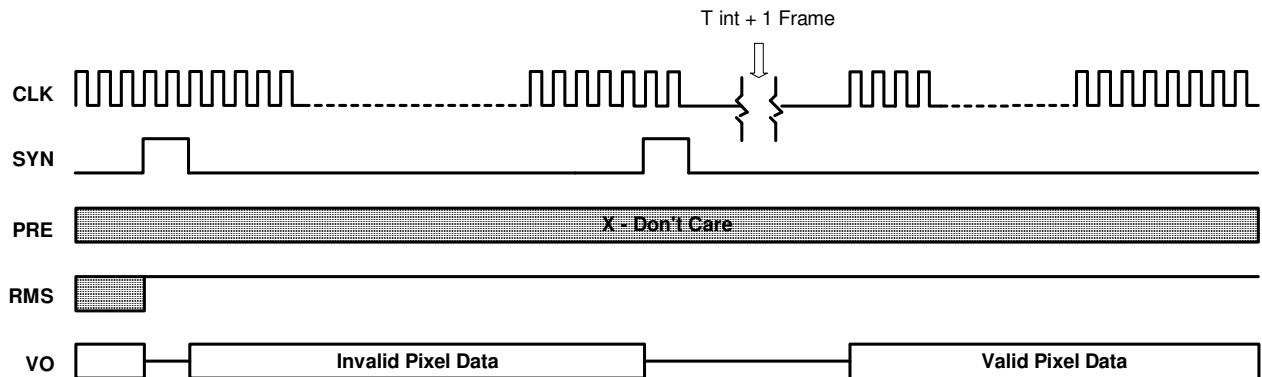 T int + 1 Frame
CLK
SYN
PRE
X - Don't Care
RMS
VO
Invalid Pixel Data
Valid Pixel Data